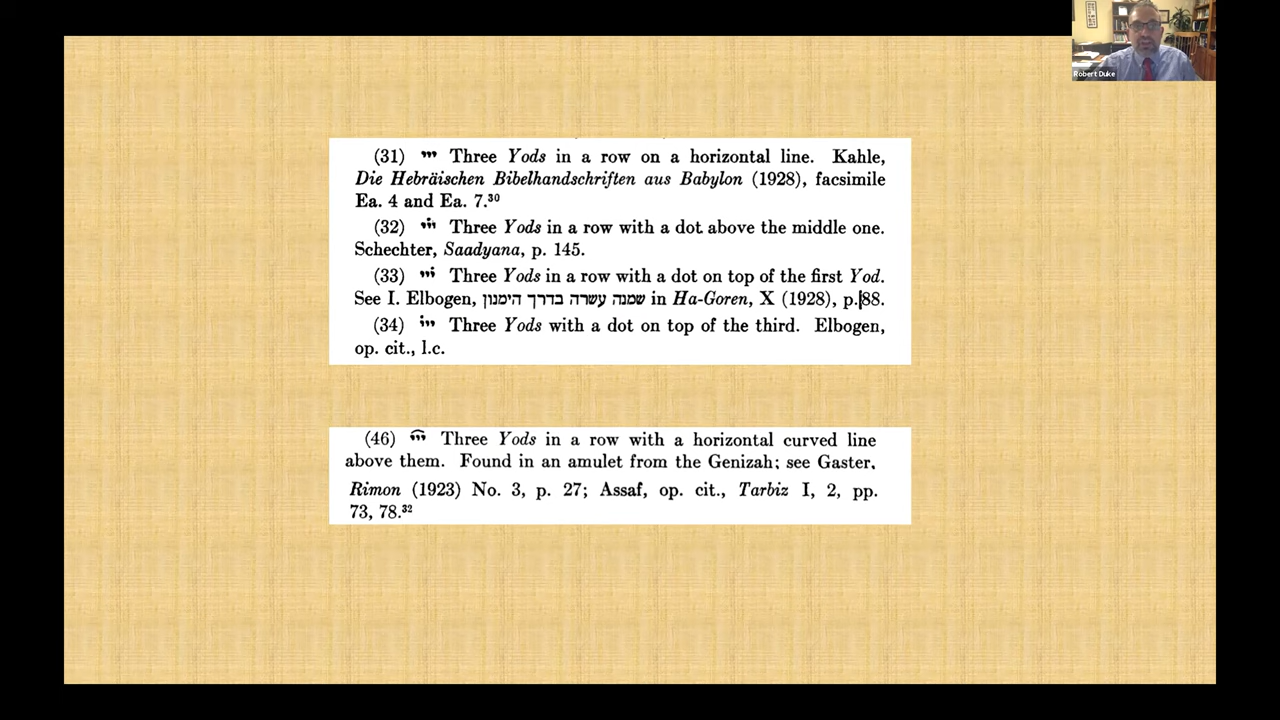 (31) ייי Three Yods in a row on a horizontal line. Kahle,
Die Hebräischen Bibelhandschriften aus Babylon (1928), facsimile
Ea. 4 and Ea. 7.³⁰
(32) ייׄי Three Yods in a row with a dot above the middle one.
Schechter, Saadyana, p. 145.
(33) יׄיי Three Yods in a row with a dot on top of the first Yod.
See I. Elbogen, שמנה עשרה בדרך הימנון in Ha-Goren, X (1928), p. 88.
(34) יייׄ Three Yods with a dot on top of the third. Elbogen,
op. cit., l.c.
(46) ייי Three Yods in a row with a horizontal curved line
above them. Found in an amulet from the Genizah; see Gaster,
Rimon (1923) No. 3, p. 27; Assaf, op. cit., Tarbiz I, 2, pp.
73, 78.³²
Robert Duke